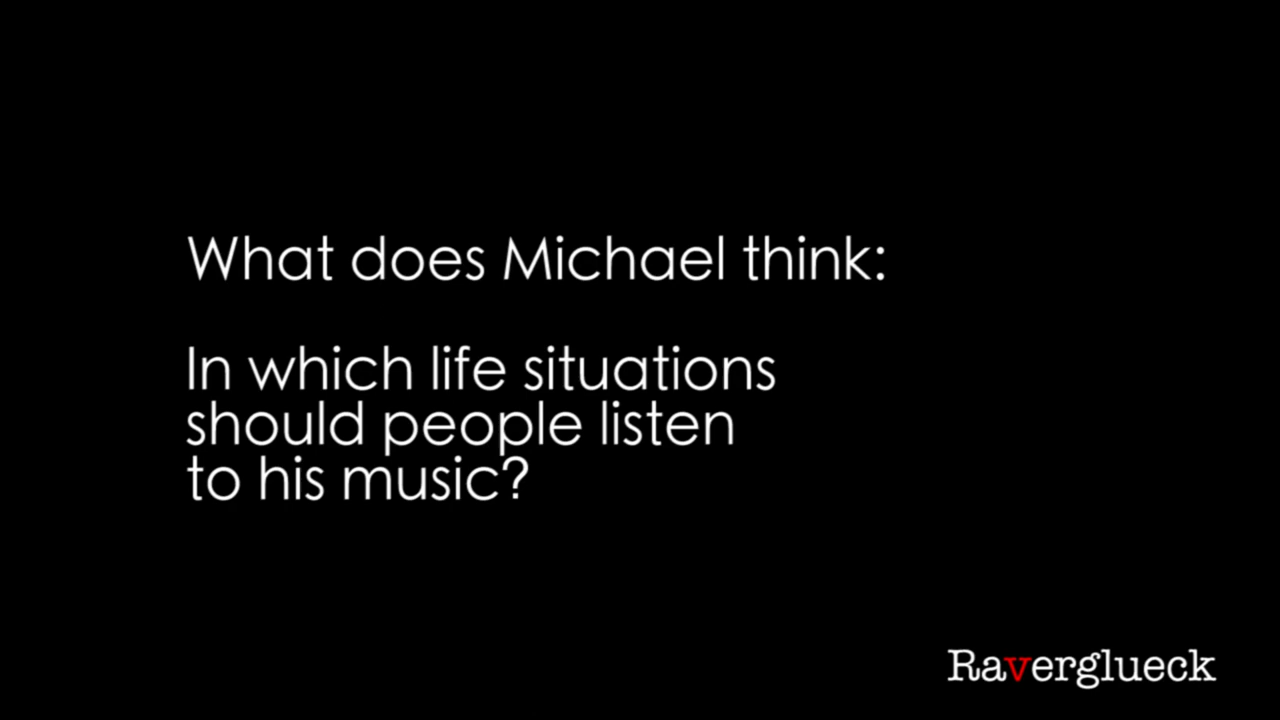 What does Michael think:
In which life situations
should people listen
to his music?
Raverglueck